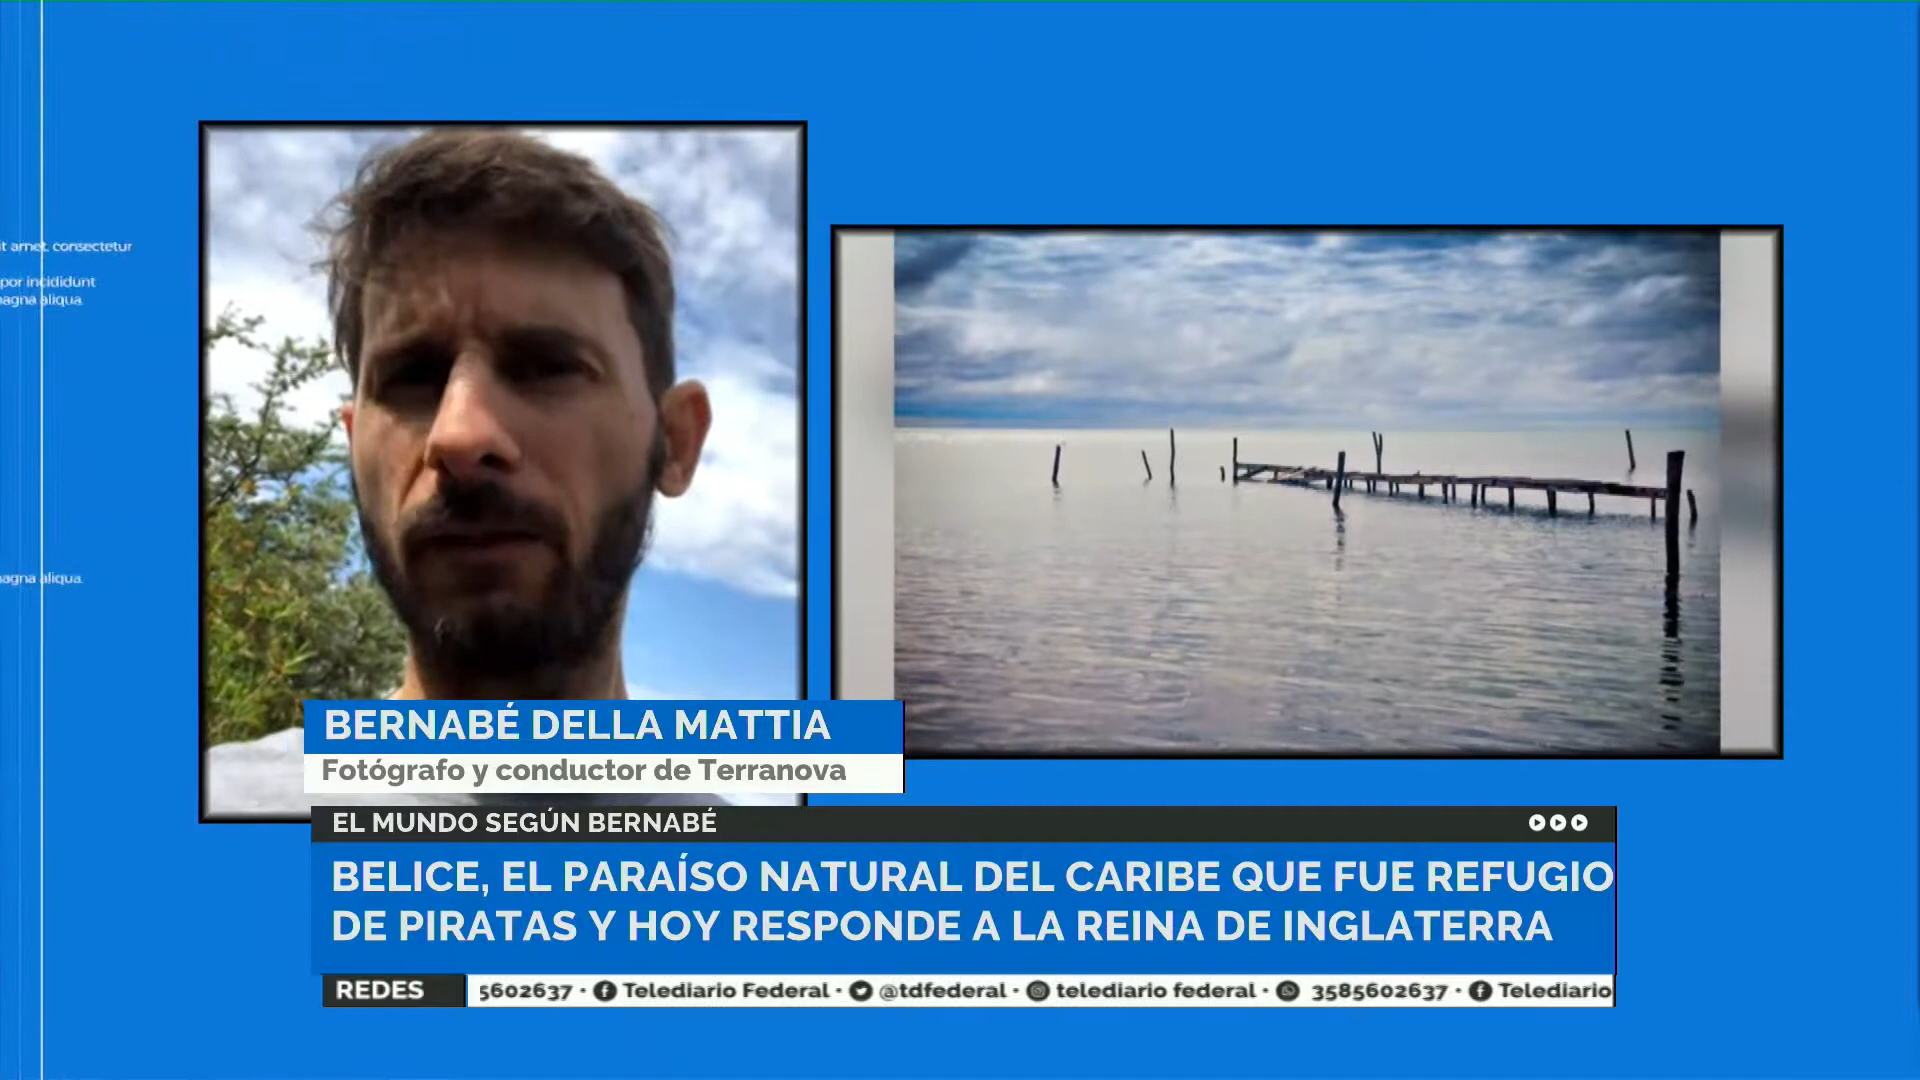 it amet, consectetur
por incididunt
magna aliqua.
magna aliqua.
BERNABÉ DELLA MATTIA
Fotógrafo y conductor de Terranova
EL MUNDO SEGÚN BERNABÉ
BELICE, EL PARAÍSO NATURAL DEL CARIBE QUE FUE REFUGIO
DE PIRATAS Y HOY RESPONDE A LA REINA DE INGLATERRA
REDES 5602637 · Telediario Federal · @tdfederal · telediario federal · 3585602637 · Telediario